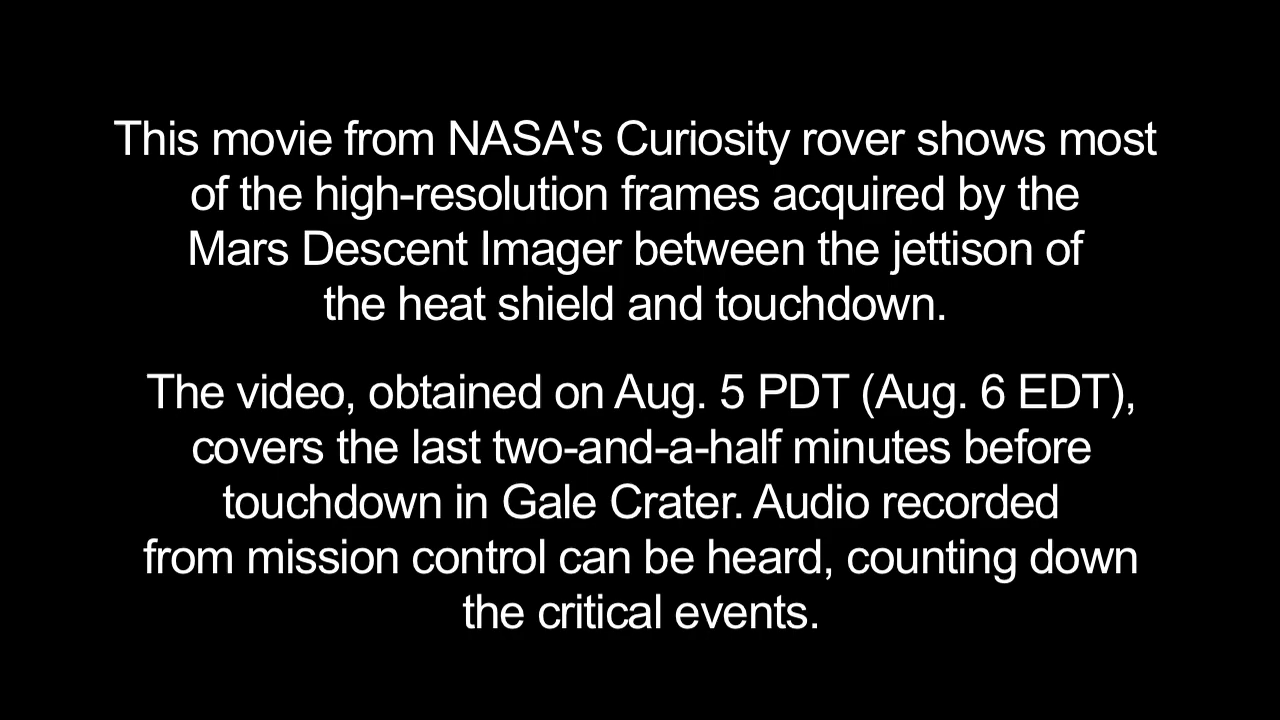 This movie from NASA's Curiosity rover shows most
of the high-resolution frames acquired by the
Mars Descent Imager between the jettison of
the heat shield and touchdown.
The video, obtained on Aug. 5 PDT (Aug. 6 EDT),
covers the last two-and-a-half minutes before
touchdown in Gale Crater. Audio recorded
from mission control can be heard, counting down
the critical events.